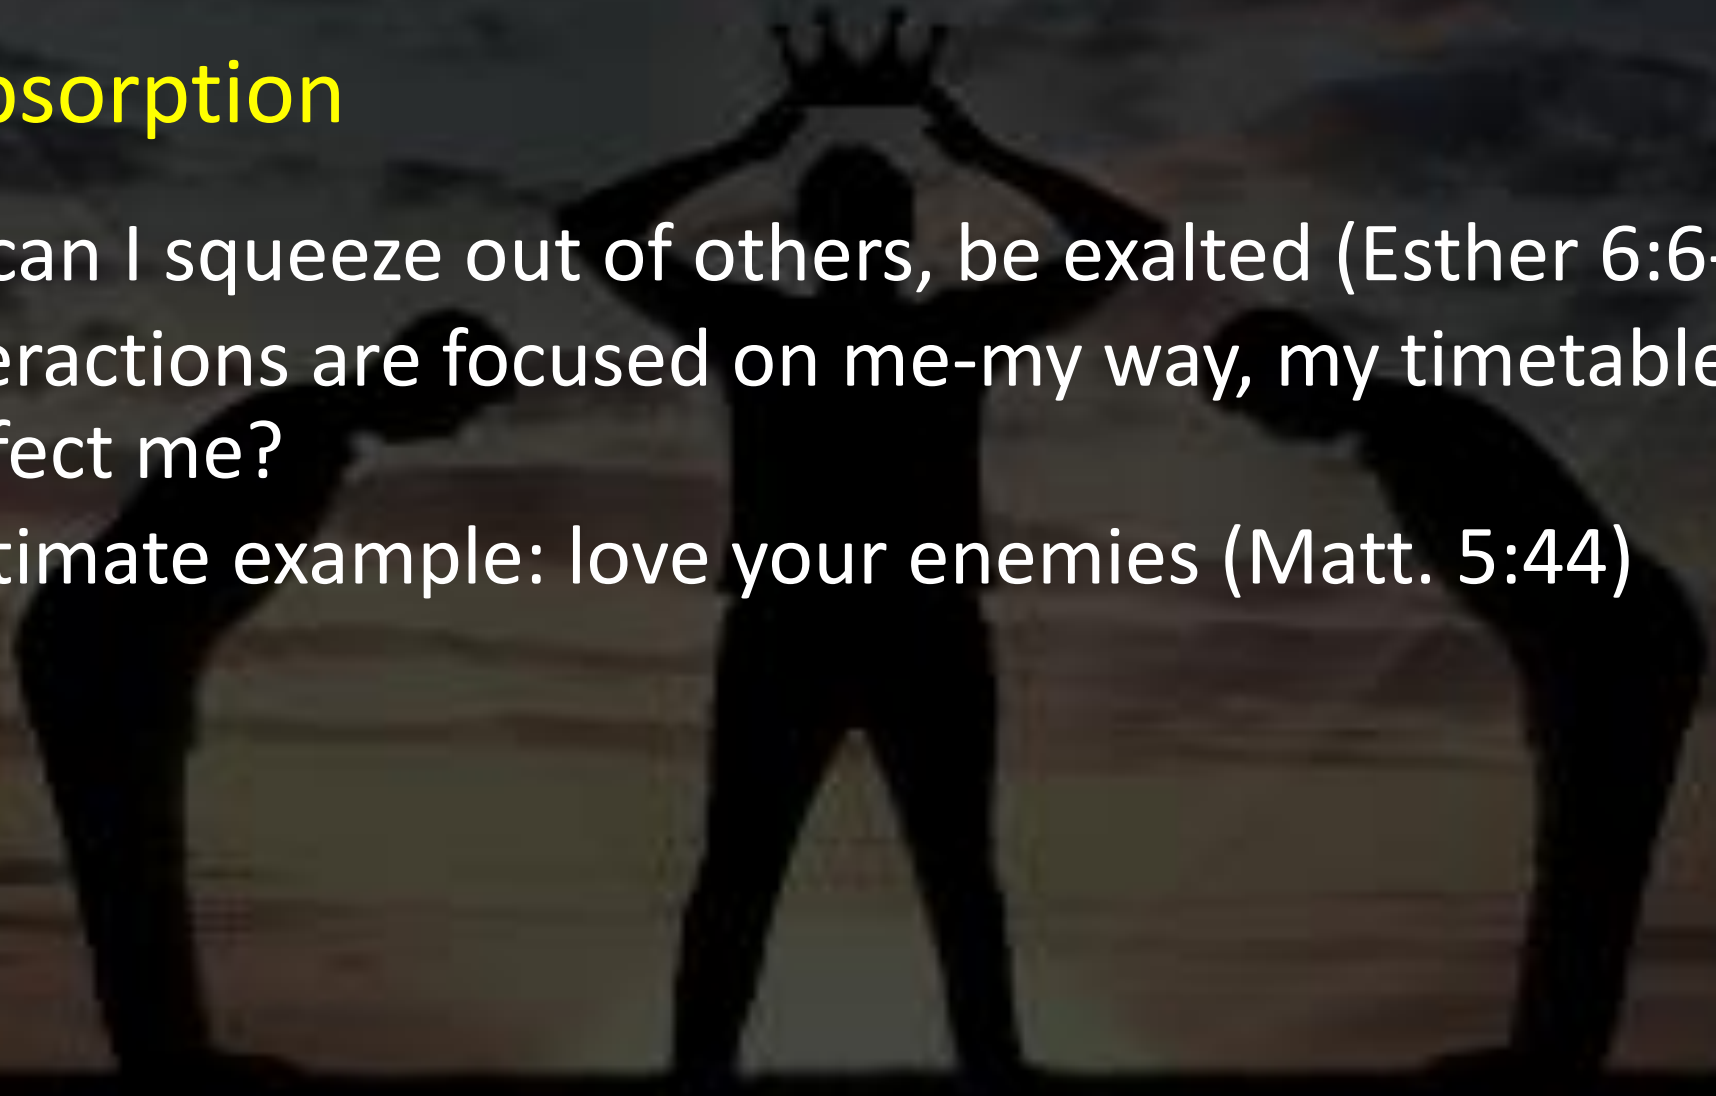 bsorption
can I squeeze out of others, be exalted (Esther 6:6-
eractions are focused on me-my way, my timetable
fect me?
timate example: love your enemies (Matt. 5:44)